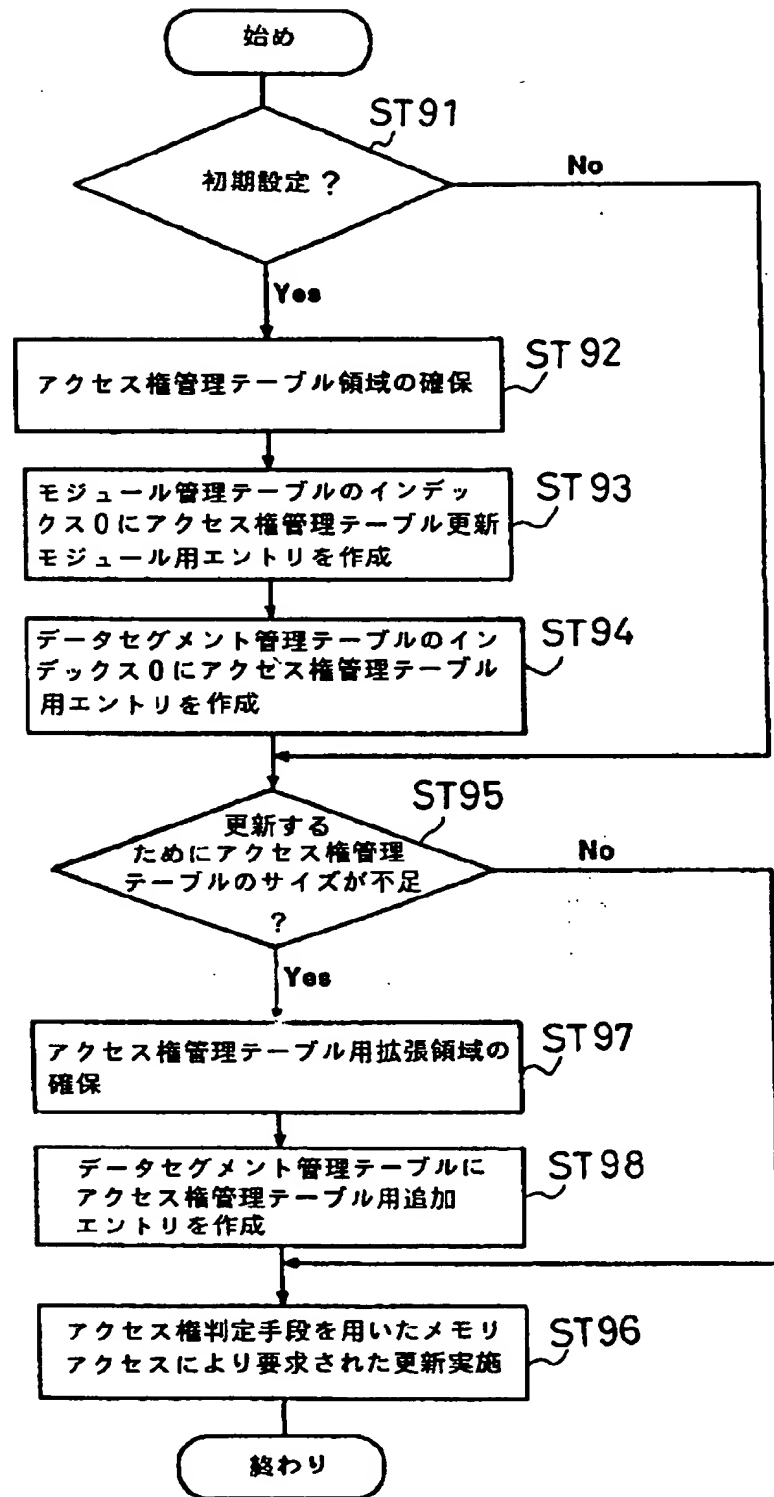 始め
ST91
初期設定?
No
Yes
アクセス権管理テーブル領域の確保
ST92
モジュール管理テーブルのインデッ
クス0にアクセス権管理テーブル更新
モジュール用エントリを作成
ST93
データセグメント管理テーブルのイン
デックス0にアクセス権管理テーブル
用エントリを作成
ST94
ST95
更新する
ためにアクセス権管理
テーブルのサイズが不足
?
No
Yes
アクセス権管理テーブル用拡張領域の
確保
ST97
データセグメント管理テーブルに
アクセス権管理テーブル用追加
エントリを作成
ST98
アクセス権判定手段を用いたメモリ
アクセスにより要求された更新実施
ST96
終わり